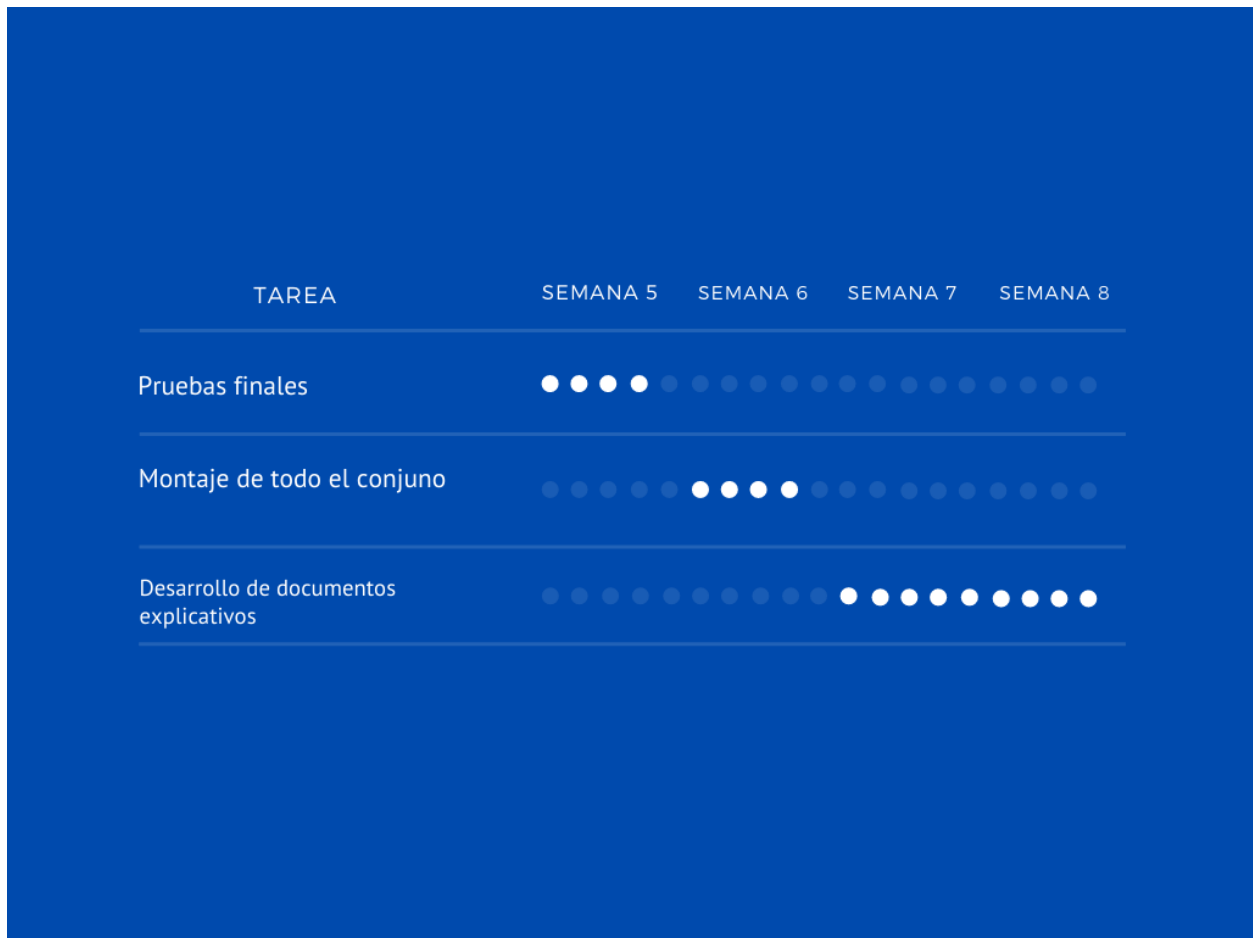 TAREA SEMANA 5 SEMANA 6 SEMANA 7 SEMANA 8
Pruebas finales
Montaje de todo el conjuno
Desarrollo de documentos
explicativos